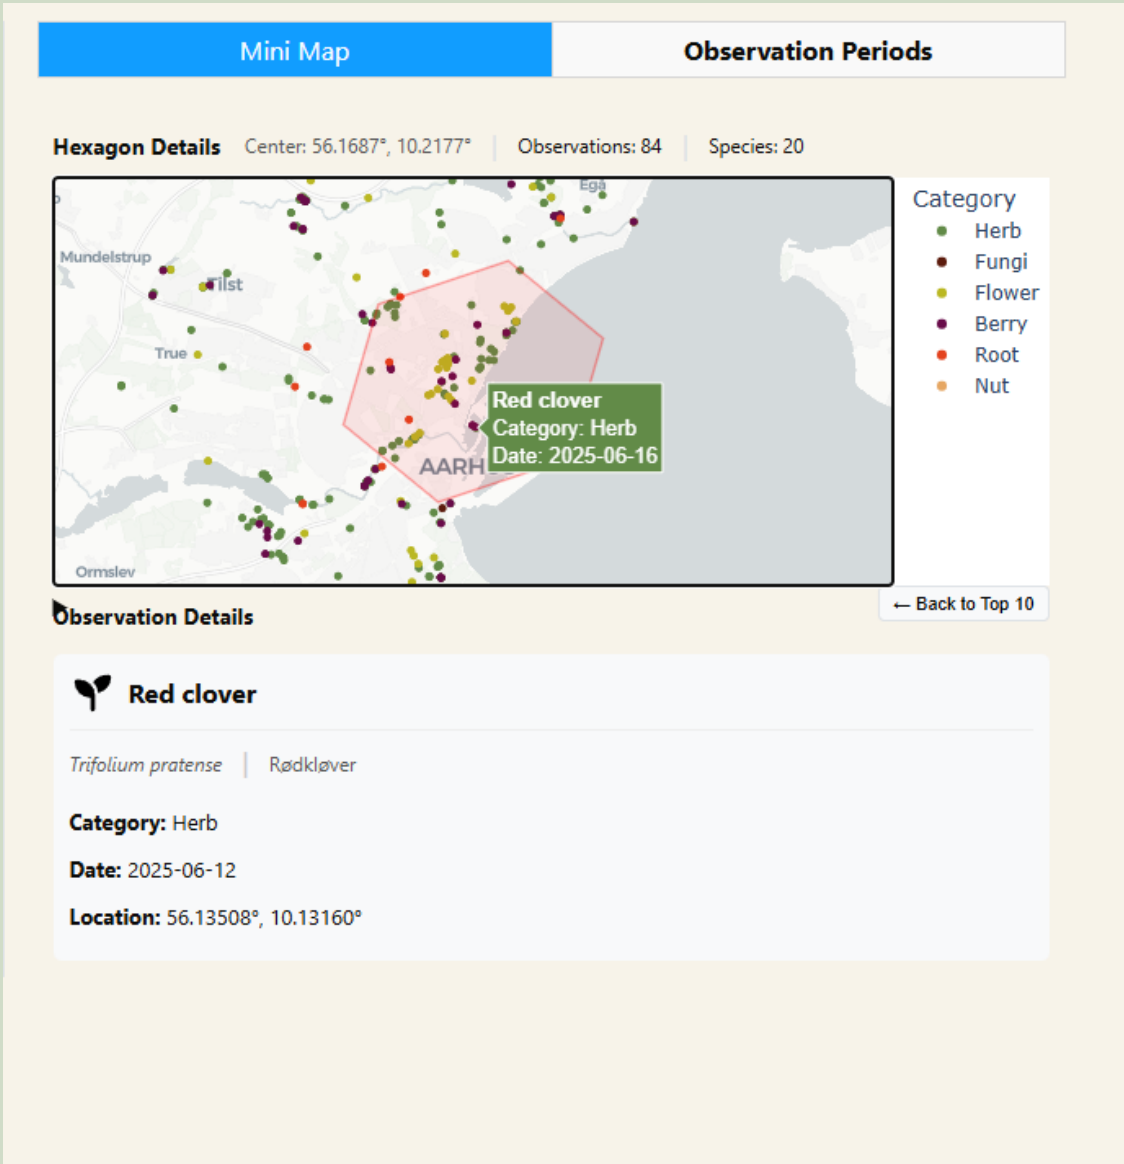 Mini Map
Observation Periods
Hexagon Details Center: 56.1687°, 10.2177° Observations: 84 Species: 20
Egå
Mundelstrup
Tilst
True
AARH
Ormslev
Red clover
Category: Herb
Date: 2025-06-16
Category
Herb
Fungi
Flower
Berry
Root
Nut
← Back to Top 10
Observation Details
Red clover
Trifolium pratense Rødkløver
Category: Herb
Date: 2025-06-12
Location: 56.13508°, 10.13160°